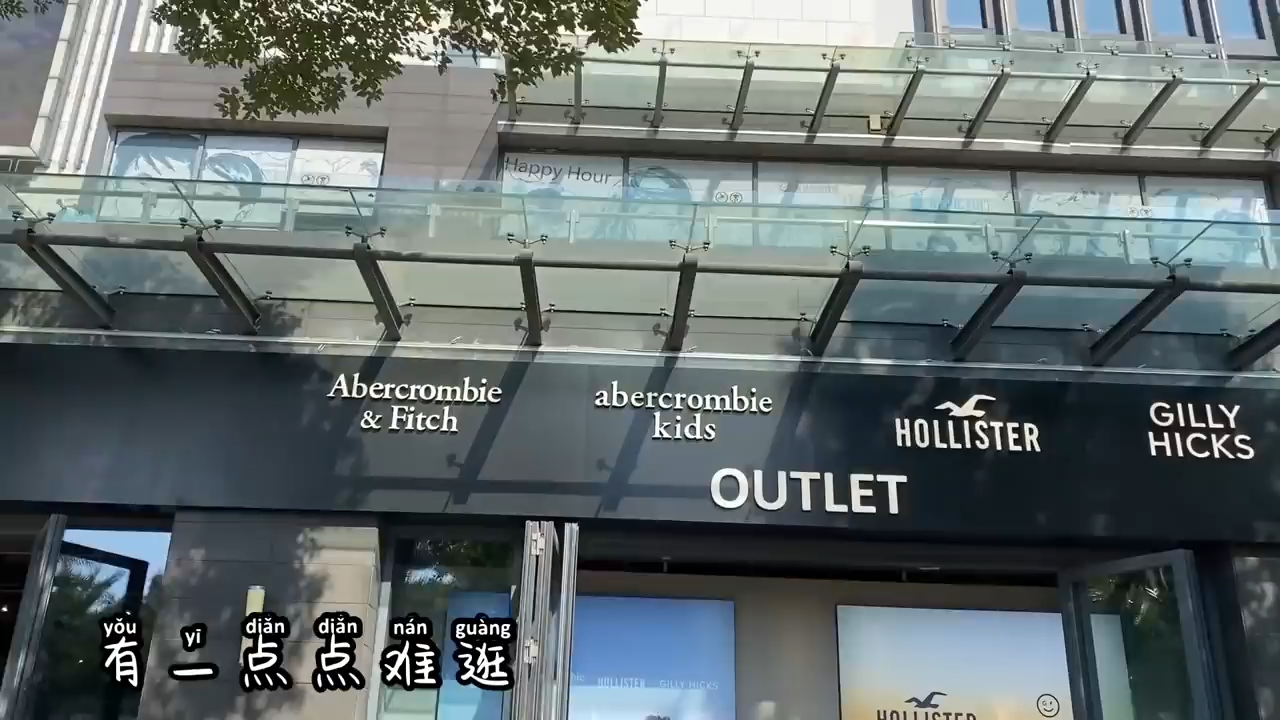 Happy Hour
Abercrombie
& Fitch
abercrombie
kids
HOLLISTER
GILLY
HICKS
OUTLET
yǒu yī diǎn diǎn nán guàng
有一点点难逛
HOLLISTER GILLY HICKS
HOLLISTER